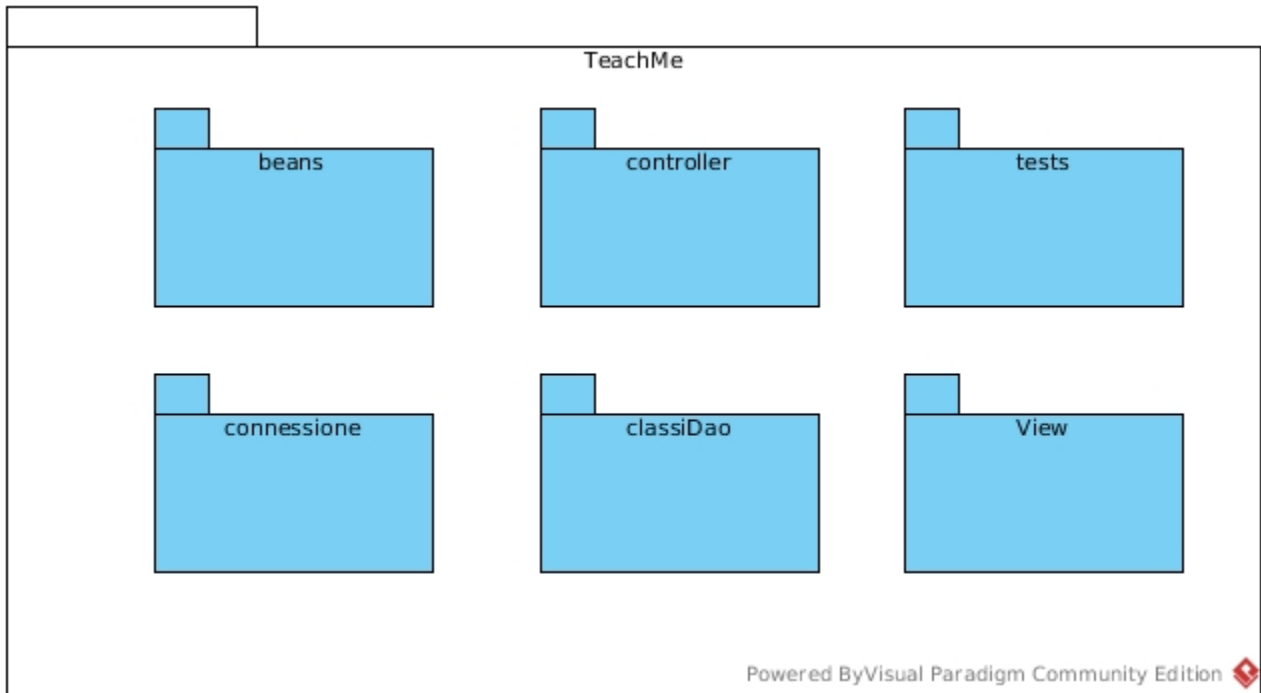 TeachMe
beans
controller
tests
connessione
classiDao
View
Powered ByVisual Paradigm Community Edition